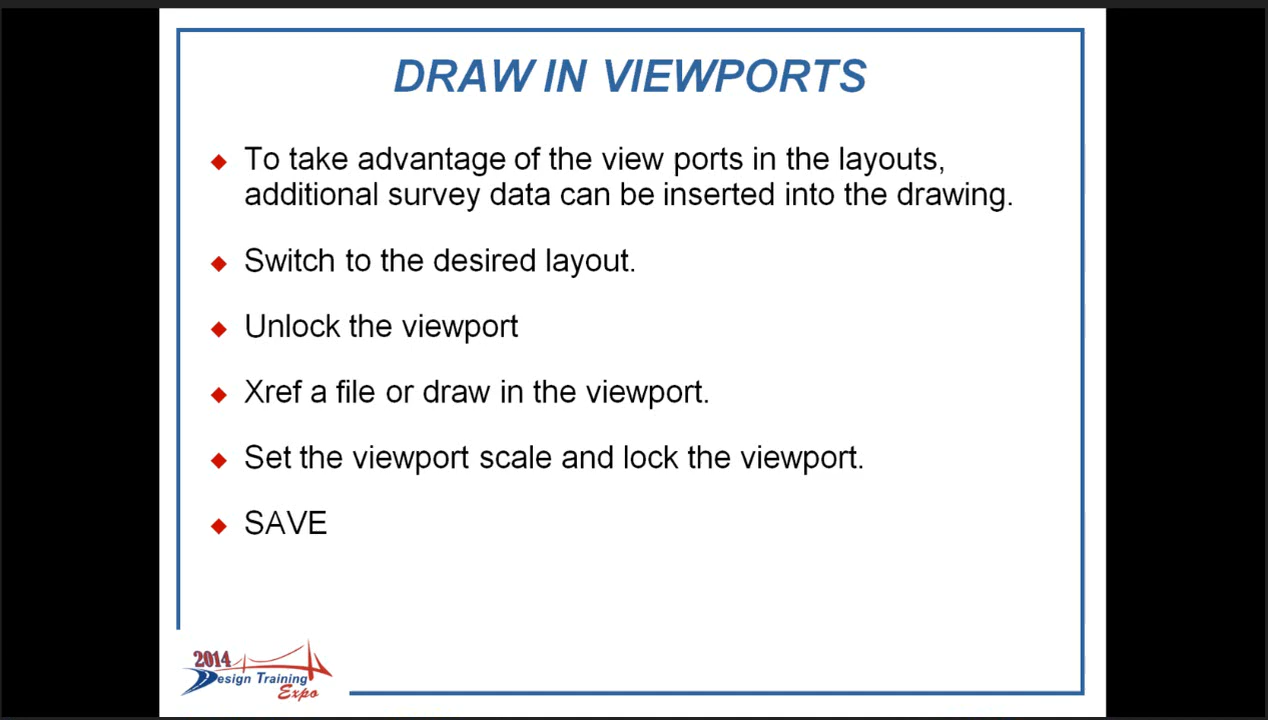 DRAW IN VIEWPORTS
To take advantage of the view ports in the layouts,
additional survey data can be inserted into the drawing.
Switch to the desired layout.
Unlock the viewport
Xref a file or draw in the viewport.
Set the viewport scale and lock the viewport.
SAVE
2014
Design Training
Expo